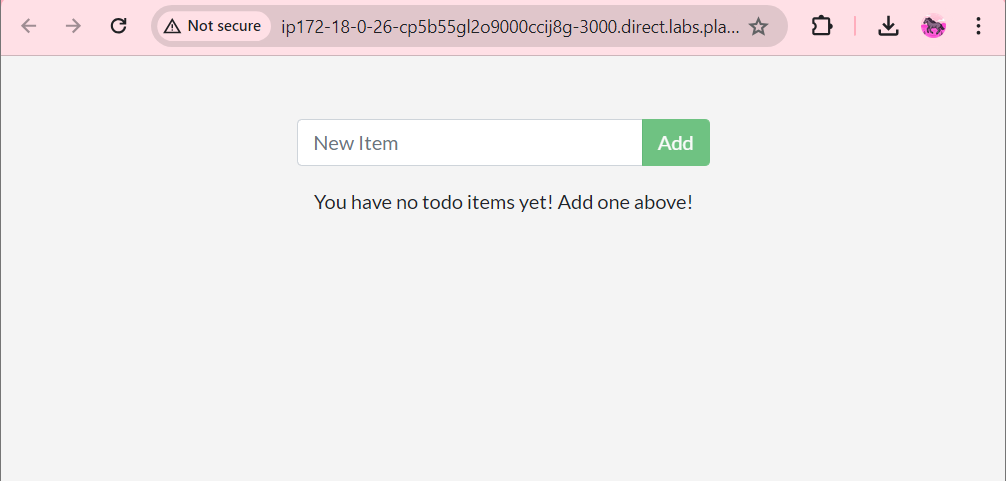 Not secure ip172-18-0-26-cp5b55gl2o9000ccij8g-3000.direct.labs.pla...
New Item Add
You have no todo items yet! Add one above!